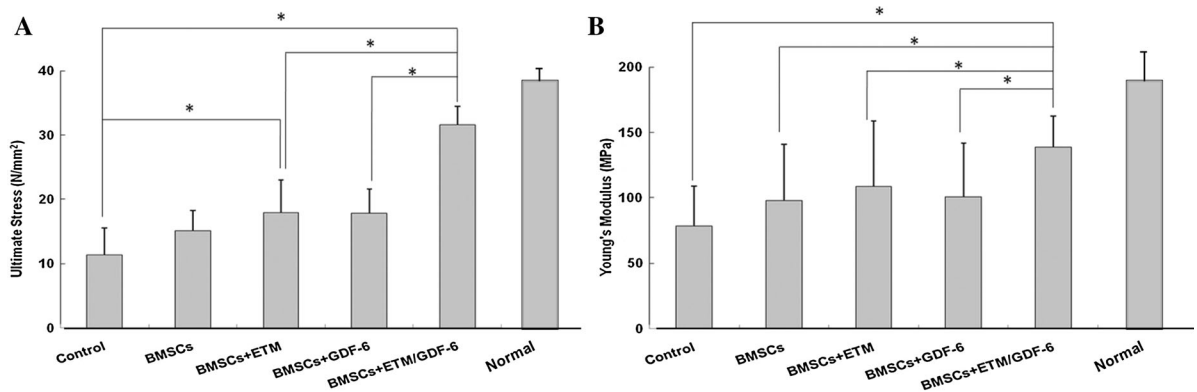 A
*
*
*
*
Ultimate Stress (N/mm²)
40
30
20
10
0
Control
BMSCs
BMSCs+ETM
BMSCs+GDF-6
BMSCs+ETM/GDF-6
Normal
B
*
*
*
*
Young's Modulus (MPa)
200
150
100
50
0
Control
BMSCs
BMSCs+ETM
BMSCs+GDF-6
BMSCs+ETM/GDF-6
Normal